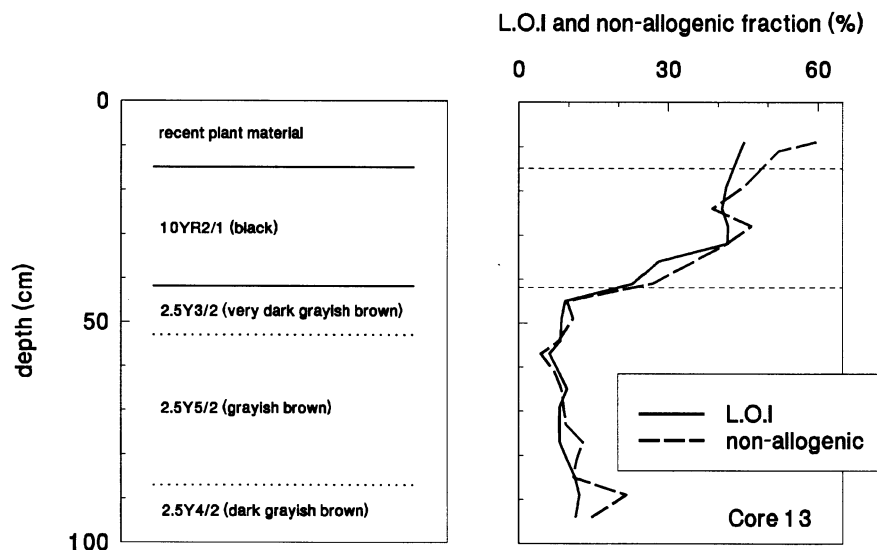 L.O.I and non-allogenic fraction (%)
0 30 60
0
recent plant material
10YR2/1 (black)
2.5Y3/2 (very dark grayish brown)
50
depth (cm)
2.5Y5/2 (grayish brown)
L.O.I
non-allogenic
2.5Y4/2 (dark grayish brown)
Core 13
100